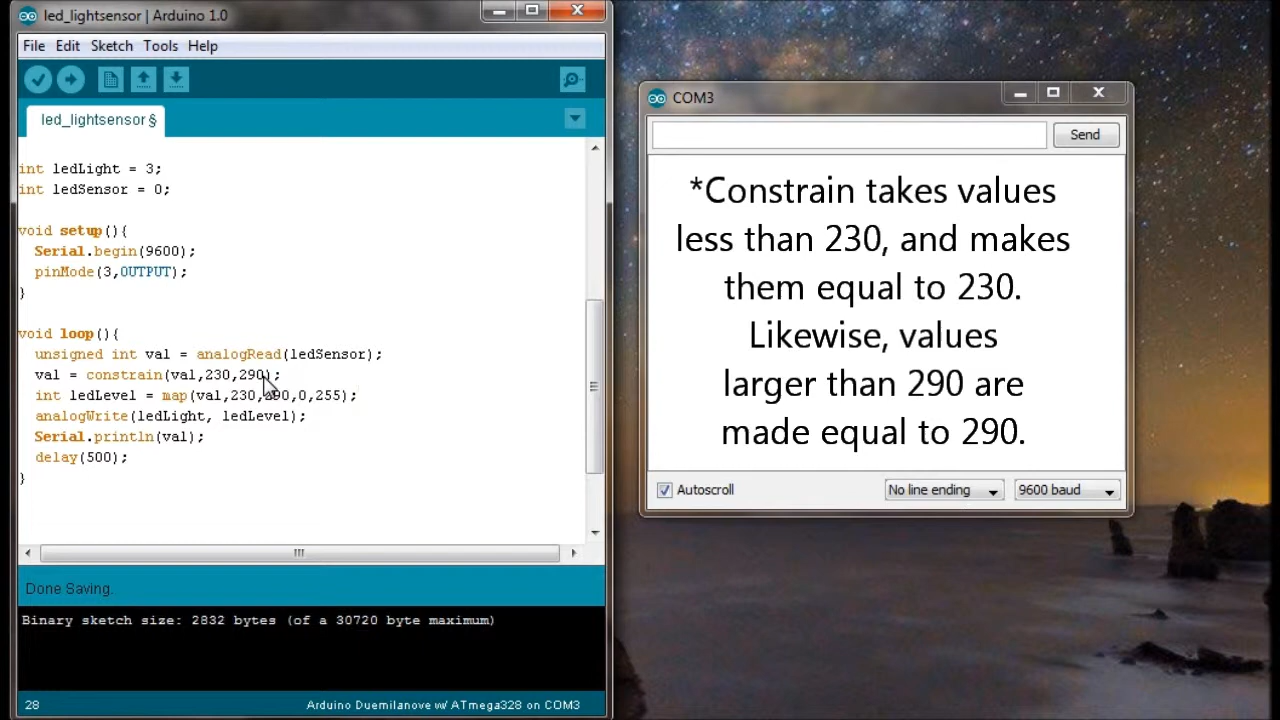 led_lightsensor | Arduino 1.0
File Edit Sketch Tools Help
led_lightsensor §
int ledLight = 3;
int ledSensor = 0;
void setup(){
Serial.begin(9600);
pinMode(3,OUTPUT);
}
void loop(){
unsigned int val = analogRead(ledSensor);
val = constrain(val,230,290);
int ledLevel = map(val,230,290,0,255);
analogWrite(ledLight, ledLevel);
Serial.println(val);
delay(500);
}
Done Saving.
Binary sketch size: 2832 bytes (of a 30720 byte maximum)
28 Arduino Duemilanove w/ ATmega328 on COM3
COM3
Send
*Constrain takes values
less than 230, and makes
them equal to 230.
Likewise, values
larger than 290 are
made equal to 290.
Autoscroll No line ending 9600 baud